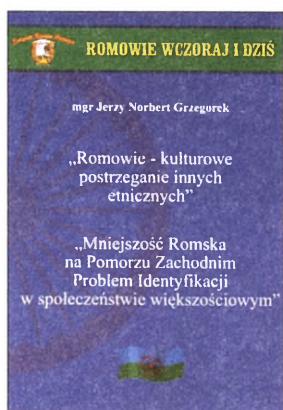 ROMOWIE WCZORAJ I DZIŚ
mgr Jerzy Norbert Grzegorek
„Romowie - kulturowe
postrzeganie innych
etnicznych”
„Mniejszość Romska
na Pomorzu Zachodnim
Problem Identyfikacji
w społeczeństwie większościowym”